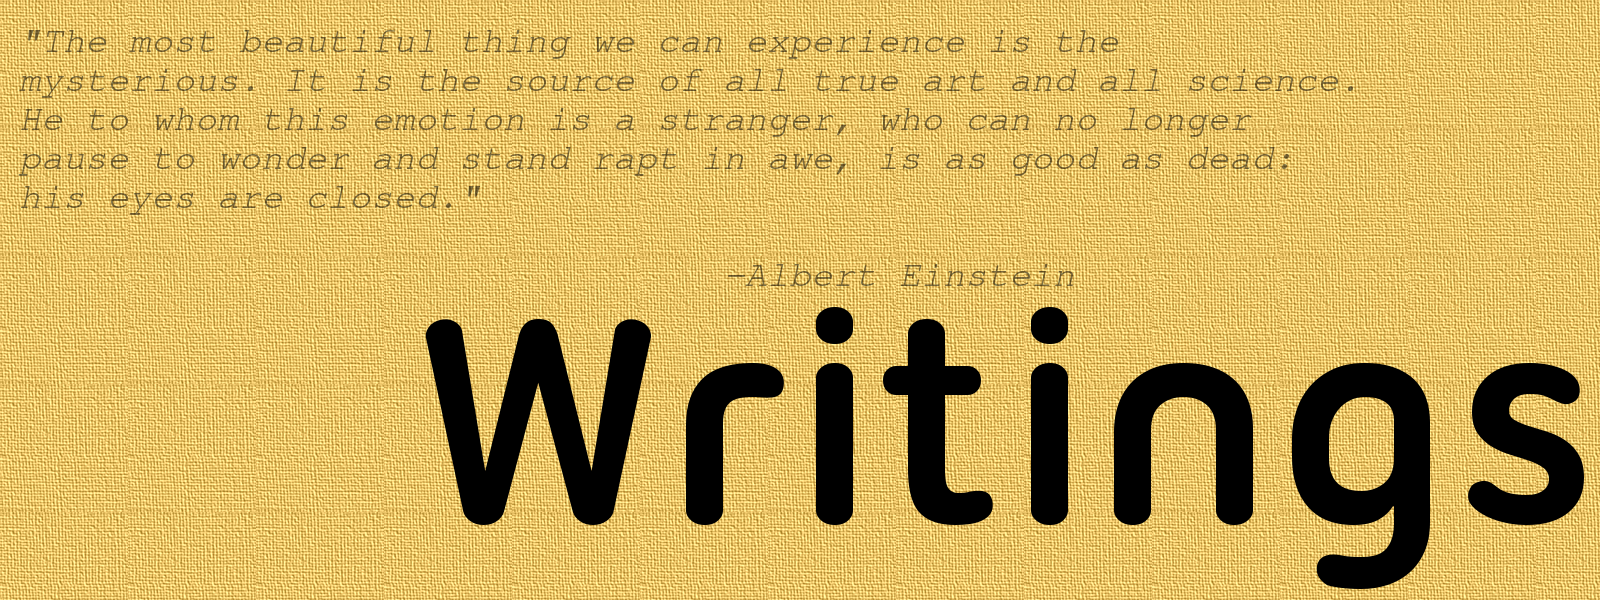 "The most beautiful thing we can experience is the
mysterious. It is the source of all true art and all science.
He to whom this emotion is a stranger, who can no longer
pause to wonder and stand rapt in awe, is as good as dead:
his eyes are closed."
—Albert Einstein
Writings